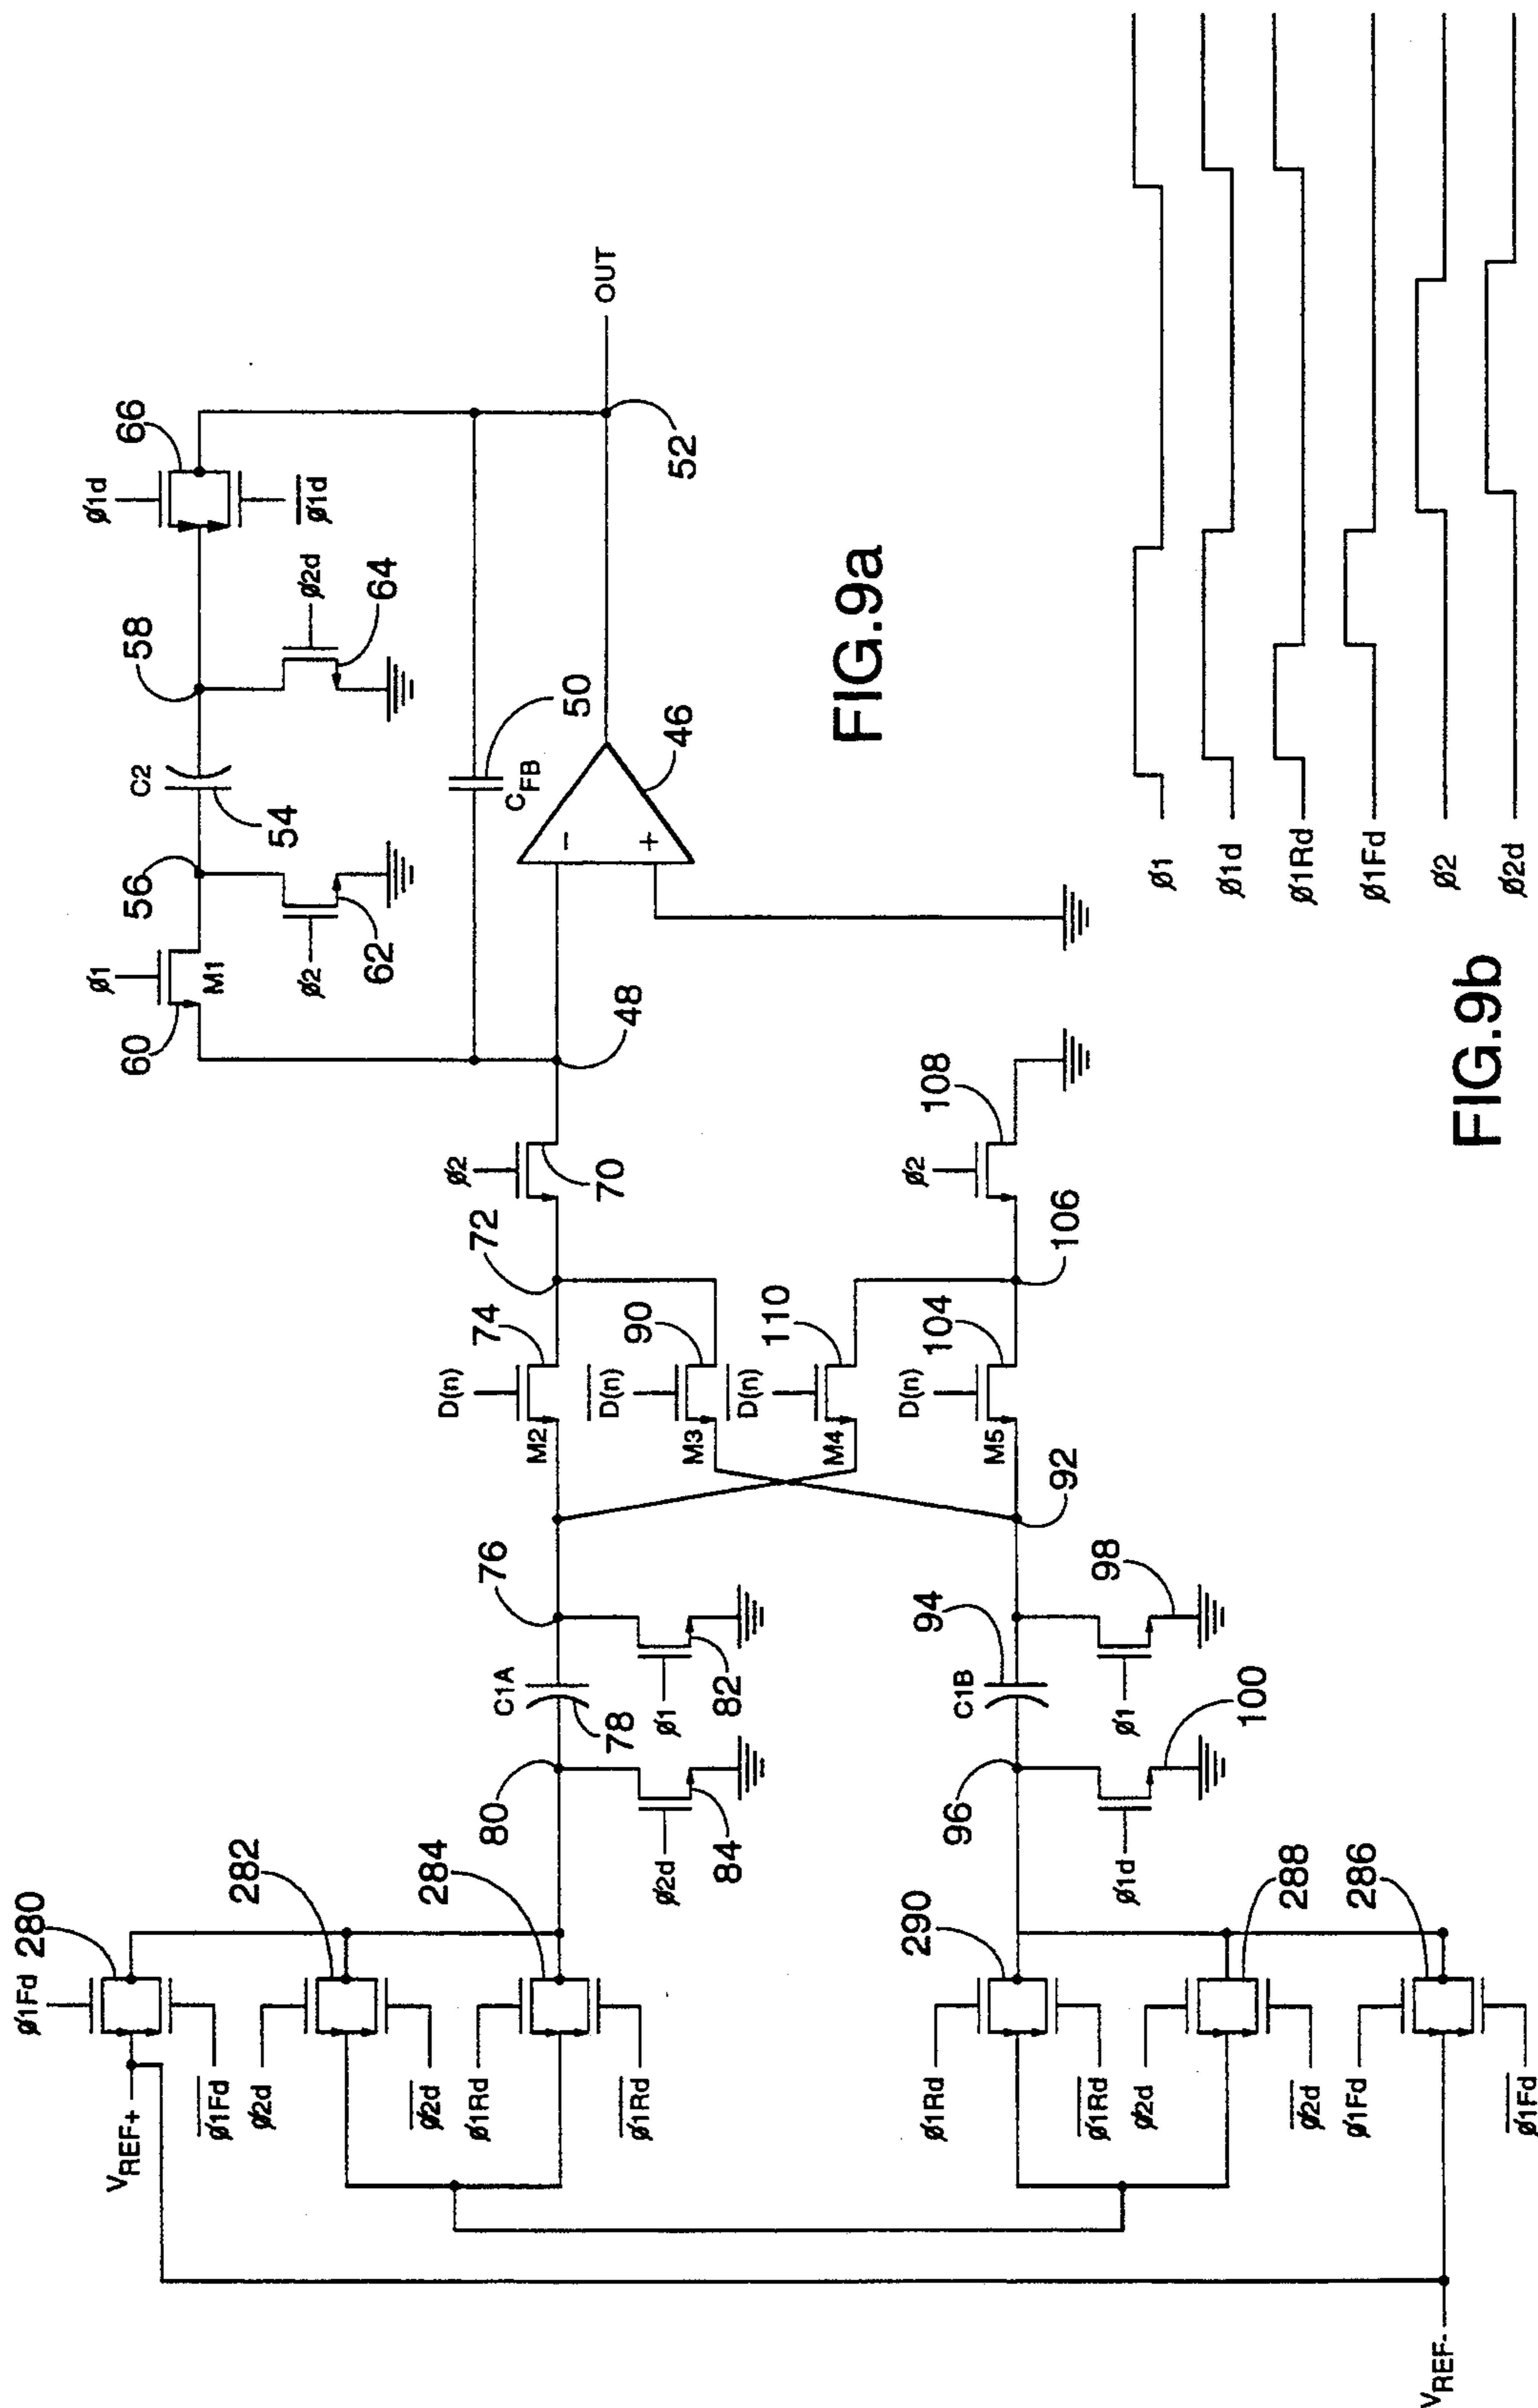 ø1Fd
280
VREF+
ø1Fd
ø2d
282
ø2d
ø1Rd
284
ø1Rd
80
C1A
78
76
ø2d
84
ø1
82
D(n)
M2
74
72
ø2
70
D(n)
M3
90
D(n)
M4
110
D(n)
M5
104
92
106
ø2
108
ø1Rd
290
ø1Rd
ø2d
288
ø2d
ø1Fd
286
ø1Fd
VREF-
96
C1B
94
ø1d
100
ø1
98
48
ø1
M1
60
56
ø2
62
C2
54
58
ø2d
64
ø1d
66
ø1d
CFB
50
-
+
46
52
OUT
FIG.9a
ø1
ø1d
ø1Rd
ø1Fd
ø2
ø2d
FIG.9b